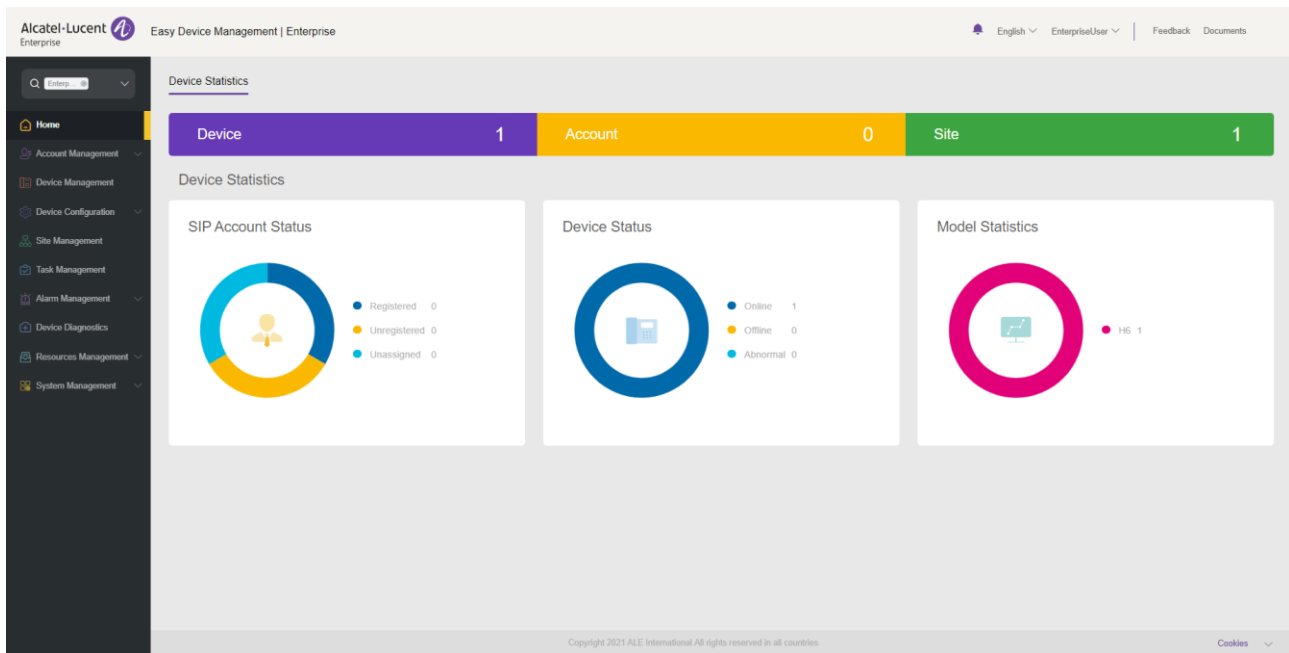 Alcatel·Lucent
Enterprise
Easy Device Management | Enterprise
English
EnterpriseUser
Feedback
Documents
Enterp...
Home
Account Management
Device Management
Device Configuration
Site Management
Task Management
Alarm Management
Device Diagnostics
Resources Management
System Management
Device Statistics
Device 1
Account 0
Site 1
Device Statistics
SIP Account Status
Registered 0
Unregistered 0
Unassigned 0
Device Status
Online 1
Offline 0
Abnormal 0
Model Statistics
H6 1
Copyright 2021 ALE International.All rights reserved in all countries
Cookies